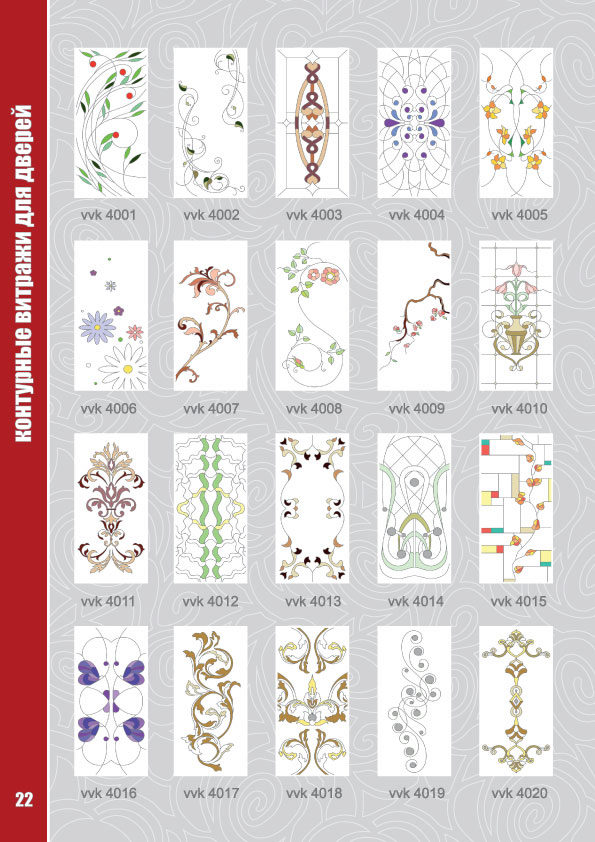 контурные витражи для дверей
vvk 4001 vvk 4002 vvk 4003 vvk 4004 vvk 4005
vvk 4006 vvk 4007 vvk 4008 vvk 4009 vvk 4010
vvk 4011 vvk 4012 vvk 4013 vvk 4014 vvk 4015
vvk 4016 vvk 4017 vvk 4018 vvk 4019 vvk 4020
22